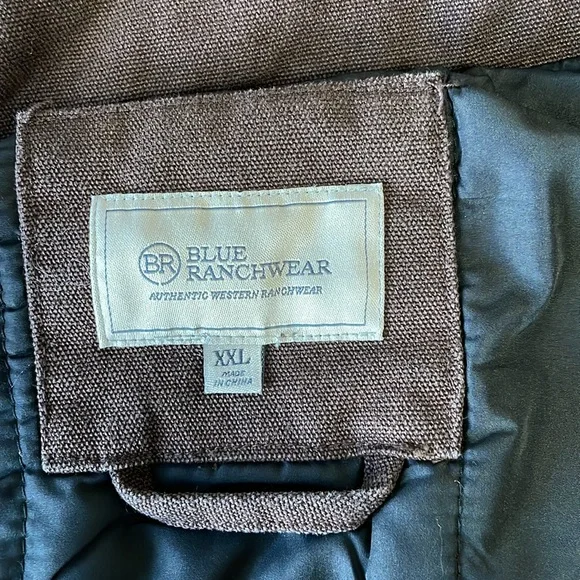 BR BLUE
RANCHWEAR
AUTHENTIC WESTERN RANCHWEAR
XXL
MADE
IN CHINA